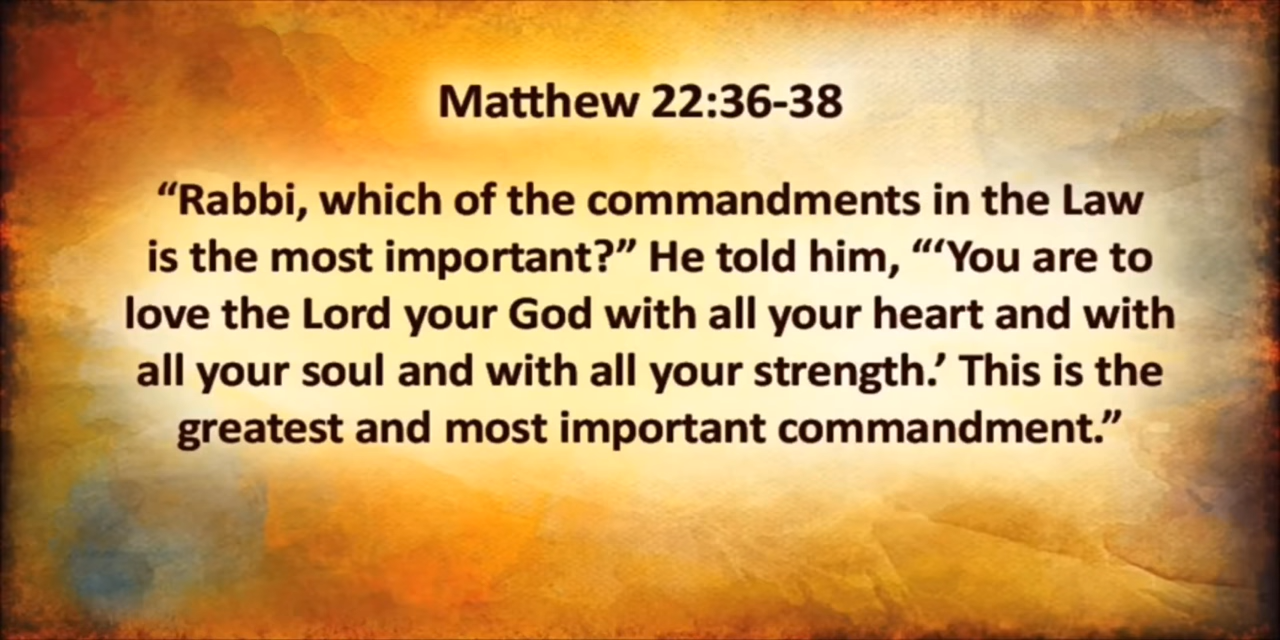 Matthew 22:36-38
“Rabbi, which of the commandments in the Law
is the most important?” He told him, “‘You are to
love the Lord your God with all your heart and with
all your soul and with all your strength.’ This is the
greatest and most important commandment.”